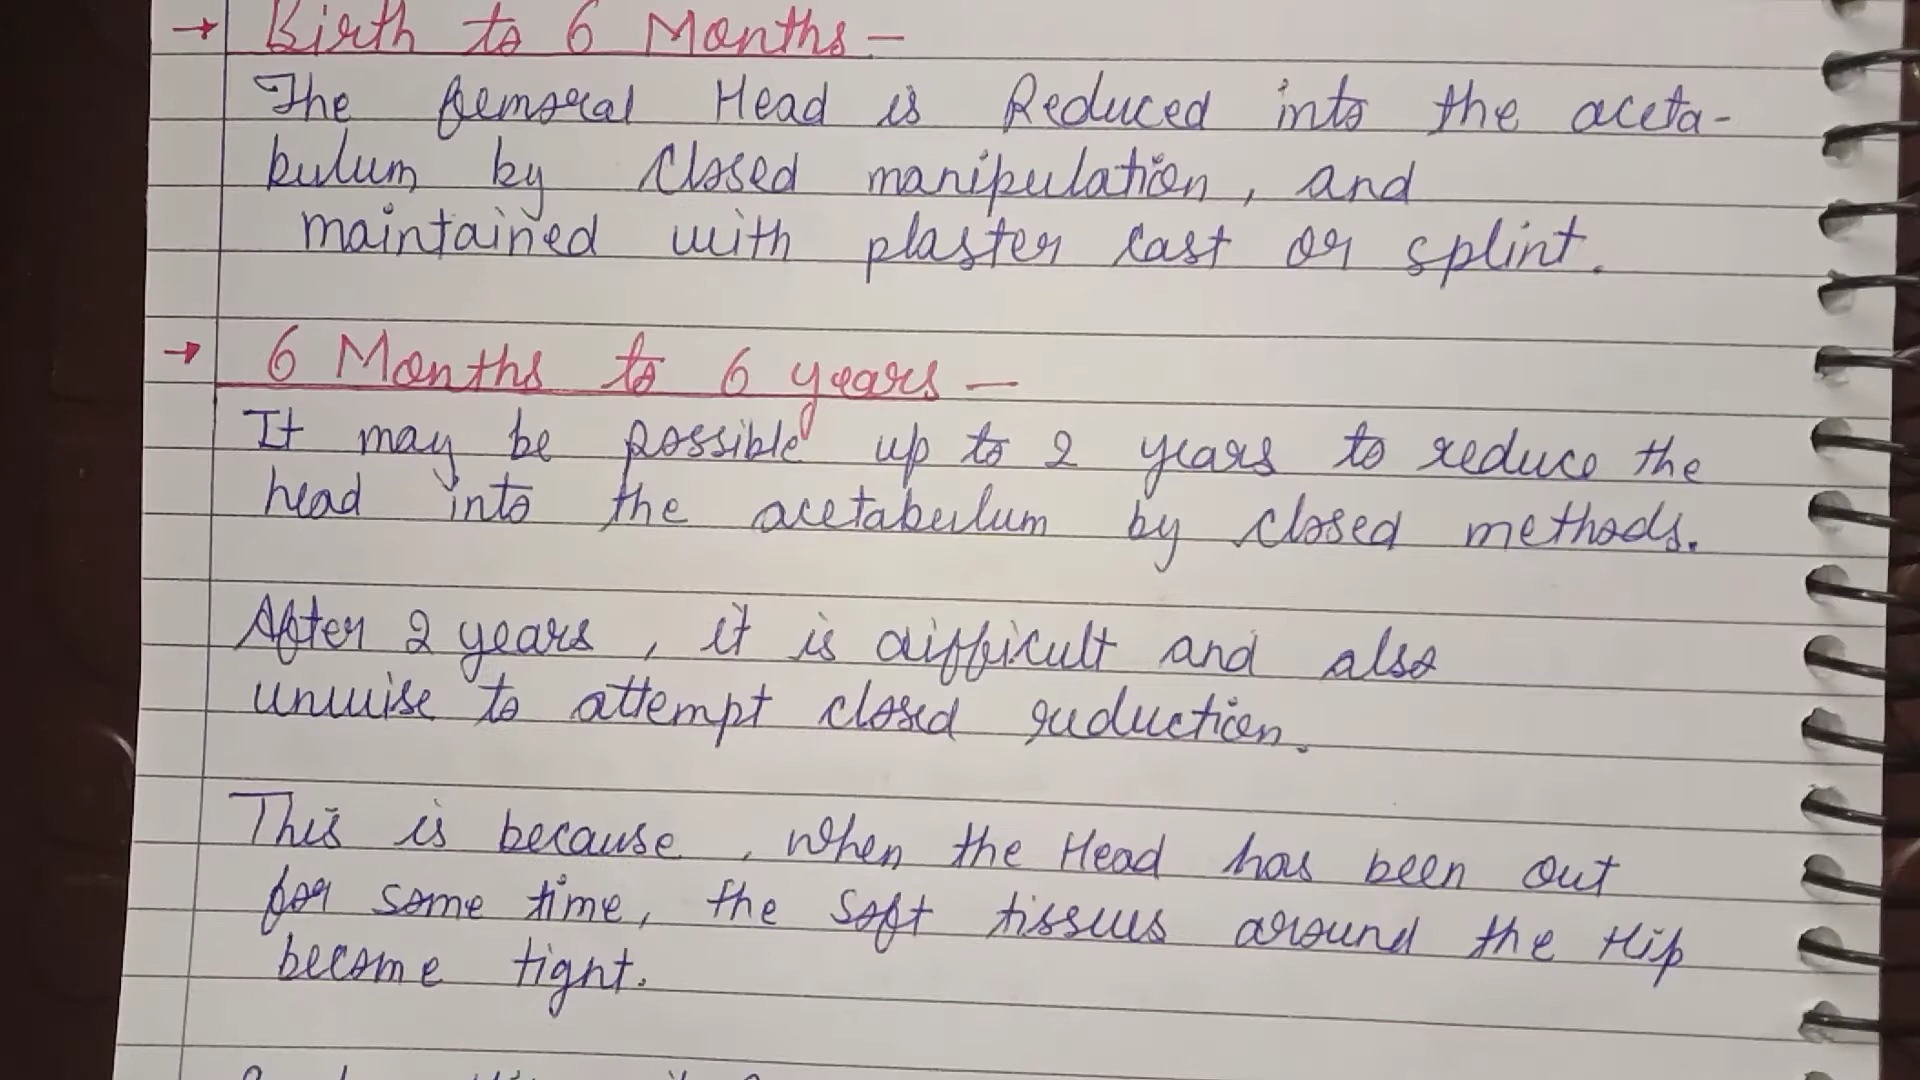 → Birth to 6 Months –
The femoral Head is Reduced into the aceta-
bulum by Closed manipulation, and
maintained with plaster cast or splint.
→ 6 Months to 6 years –
It may be possible up to 2 years to reduce the
head into the acetabulum by closed methods.
After 2 years, it is difficult and also
unwise to attempt closed reduction.
This is because, when the Head has been out
for some time, the soft tissues around the Hip
become tight.